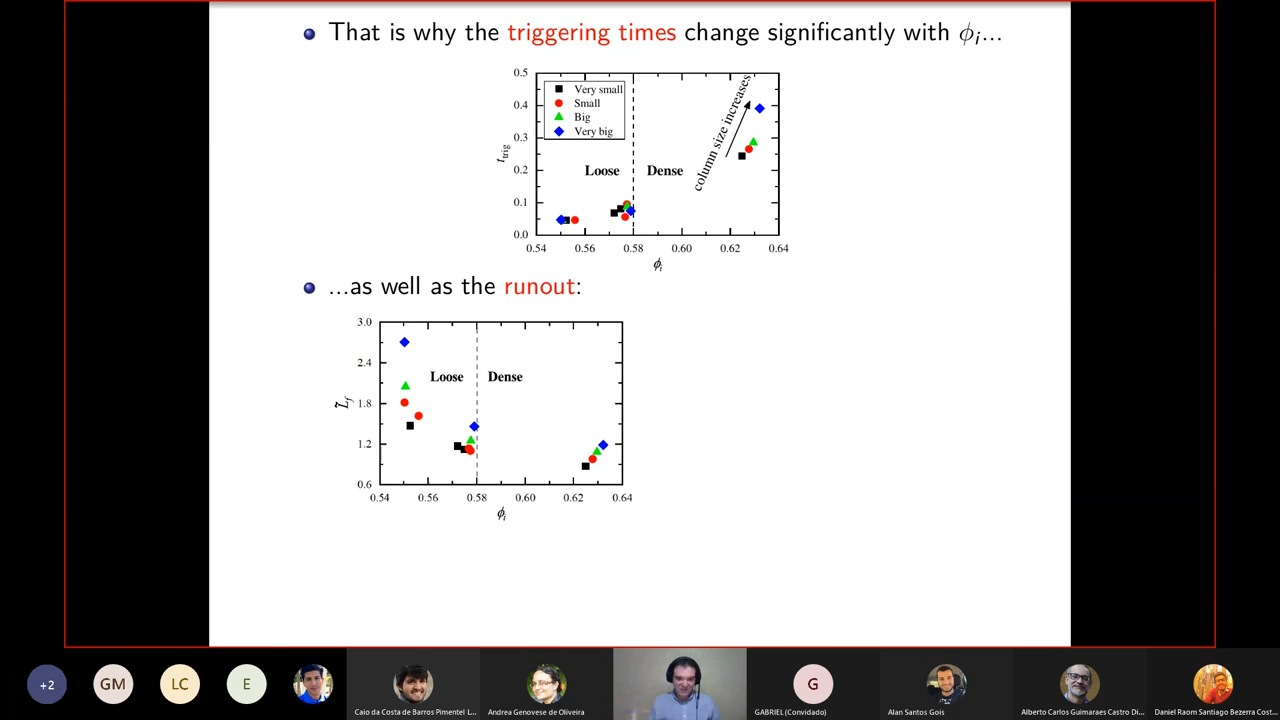 That is why the triggering times change significantly with ϕi...
0.5
0.4
0.3
0.2
0.1
0.0
ttrig
Very small
Small
Big
Very big
Loose
Dense
column size increases
0.54
0.56
0.58
0.60
0.62
0.64
ϕi
...as well as the runout:
3.0
2.4
1.8
1.2
0.6
L̃f
Loose
Dense
0.54
0.56
0.58
0.60
0.62
0.64
ϕi
+2
GM
LC
E
G
Caio da Costa de Barros Pimentel L...
Andrea Genovese de Oliveira
GABRIEL (Convidado)
Alan Santos Gois
Alberto Carlos Guimaraes Castro Di...
Daniel Raom Santiago Bezerra Cost...